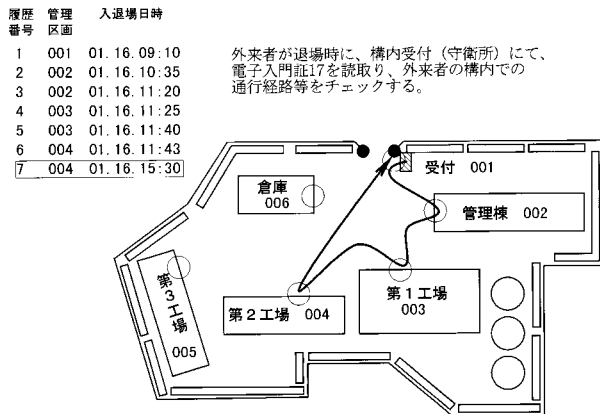 履歴 管理 入退場日時
番号 区画
1 001 01.16.09:10
2 002 01.16.10:35
3 002 01.16.11:20
4 003 01.16.11:25
5 003 01.16.11:40
6 004 01.16.11:43
7 004 01.16.15:30
外来者が退場時に、構内受付（守衛所）にて、
電子入門証17を読取り、外来者の構内での
通行経路等をチェックする。
受付 001
倉庫
006
管理棟 002
第3工場
005
第2工場 004
第1工場
003